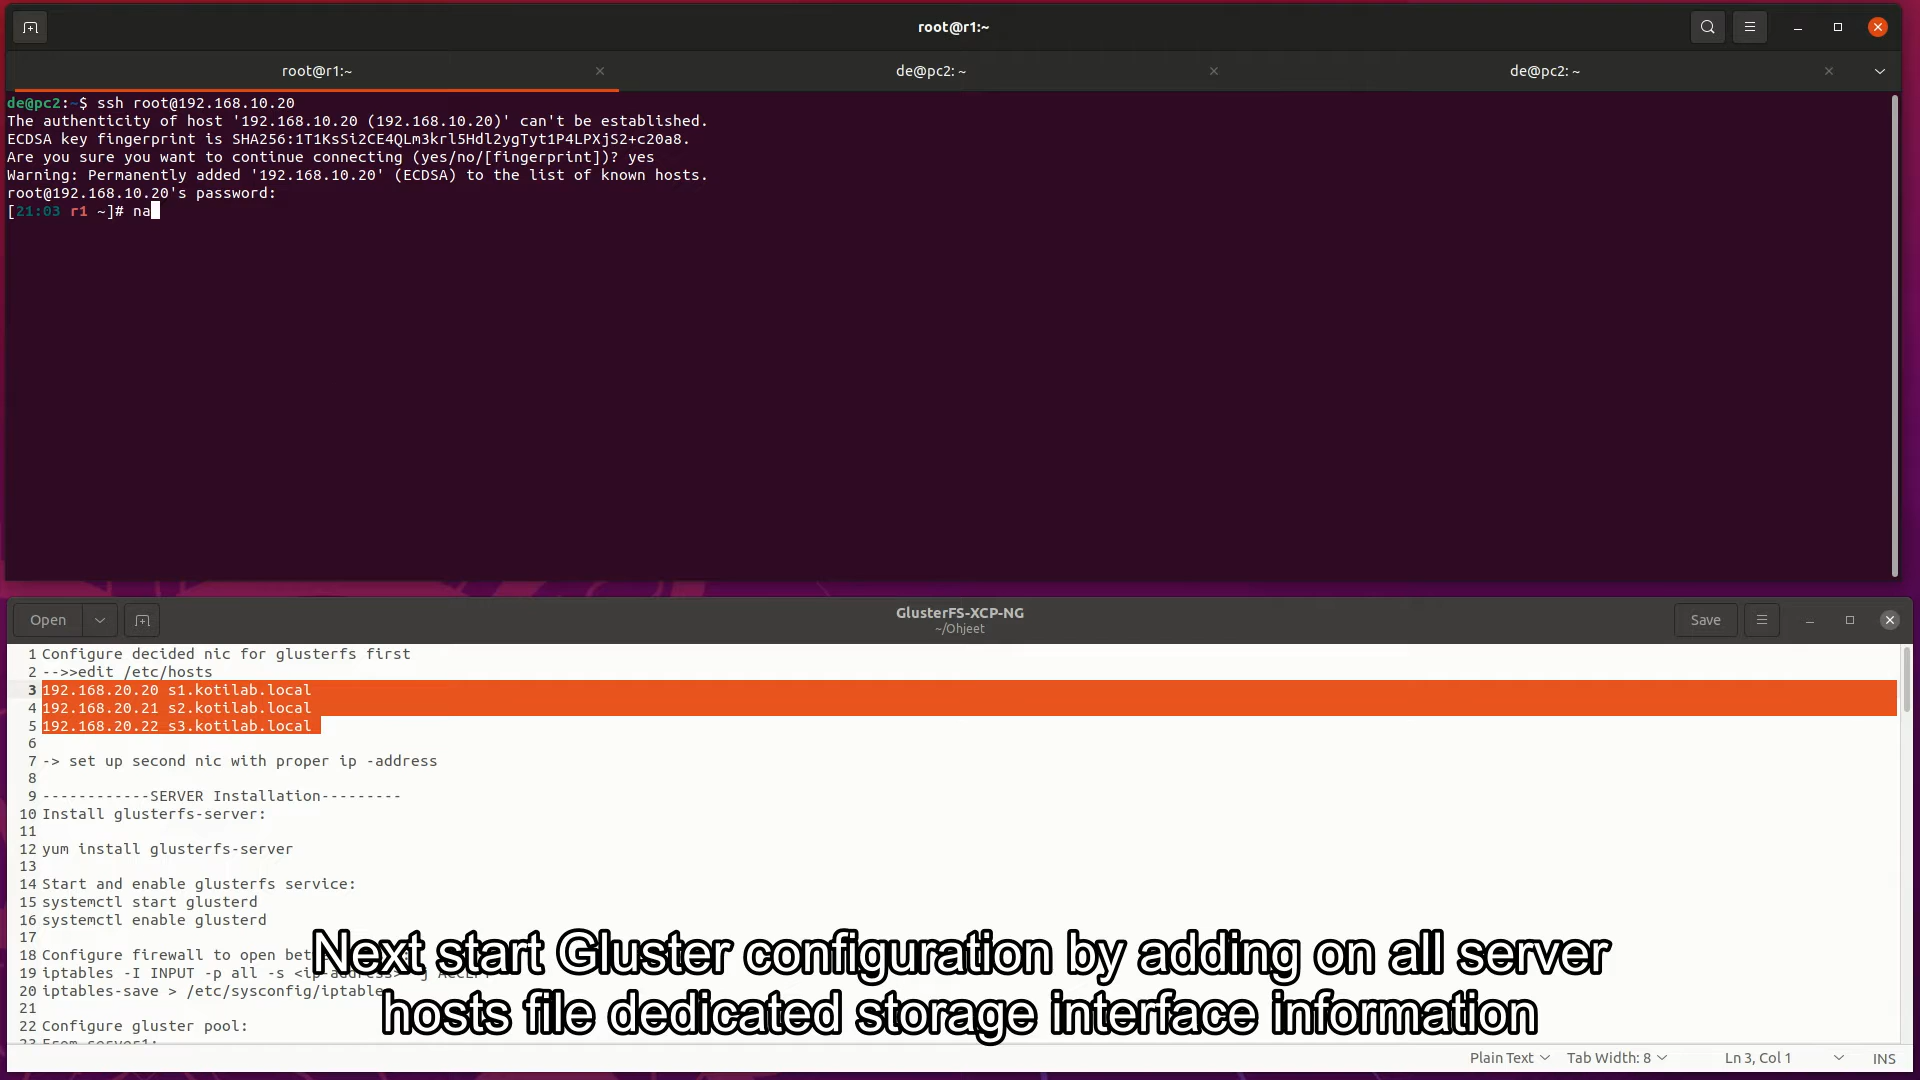 root@r1:~
root@r1:~
de@pc2: ~
de@pc2: ~
de@pc2:~$ ssh root@192.168.10.20
The authenticity of host '192.168.10.20 (192.168.10.20)' can't be established.
ECDSA key fingerprint is SHA256:1T1KsSi2CE4QLm3krl5Hdl2ygTyt1P4LPXjS2+c20a8.
Are you sure you want to continue connecting (yes/no/[fingerprint])? yes
Warning: Permanently added '192.168.10.20' (ECDSA) to the list of known hosts.
root@192.168.10.20's password:
[21:03 r1 ~]# na
Open
GlusterFS-XCP-NG
~/Ohjeet
Save
1 Configure decided nic for glusterfs first
2 -->>edit /etc/hosts
3 192.168.20.20 s1.kotilab.local
4 192.168.20.21 s2.kotilab.local
5 192.168.20.22 s3.kotilab.local
6
7 -> set up second nic with proper ip -address
8
9 ------------SERVER Installation---------
10 Install glusterfs-server:
11
12 yum install glusterfs-server
13
14 Start and enable glusterfs service:
15 systemctl start glusterd
16 systemctl enable glusterd
17
18 Configure firewall to open
19 iptables -I INPUT -p all -s
20 iptables-save > /etc/sysconfig/iptables
21
22 Configure gluster pool:
23 From server1:
Next start Gluster configuration by adding on all server
hosts file dedicated storage interface information
Plain Text
Tab Width: 8
Ln 3, Col 1
INS